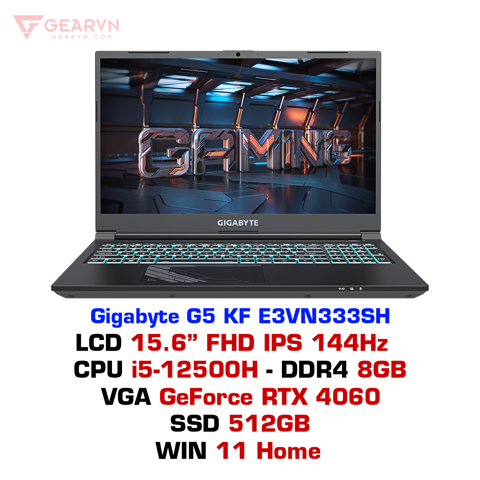 GEARVN
GEARVN.COM
GAMING
GIGABYTE
Gigabyte G5 KF E3VN333SH
LCD 15.6” FHD IPS 144Hz
CPU i5-12500H - DDR4 8GB
VGA GeForce RTX 4060
SSD 512GB
WIN 11 Home